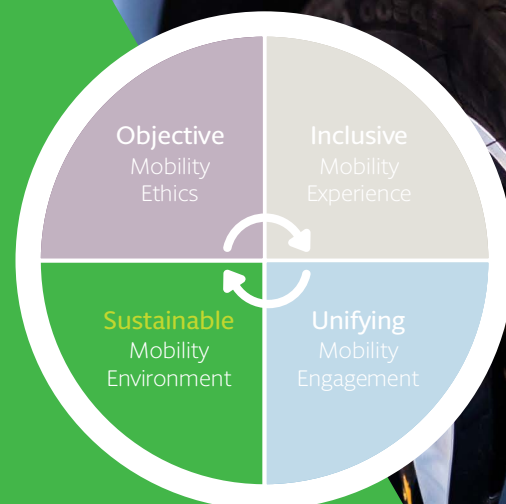 Objective
Mobility
Ethics
Inclusive
Mobility
Experience
Sustainable
Mobility
Environment
Unifying
Mobility
Engagement